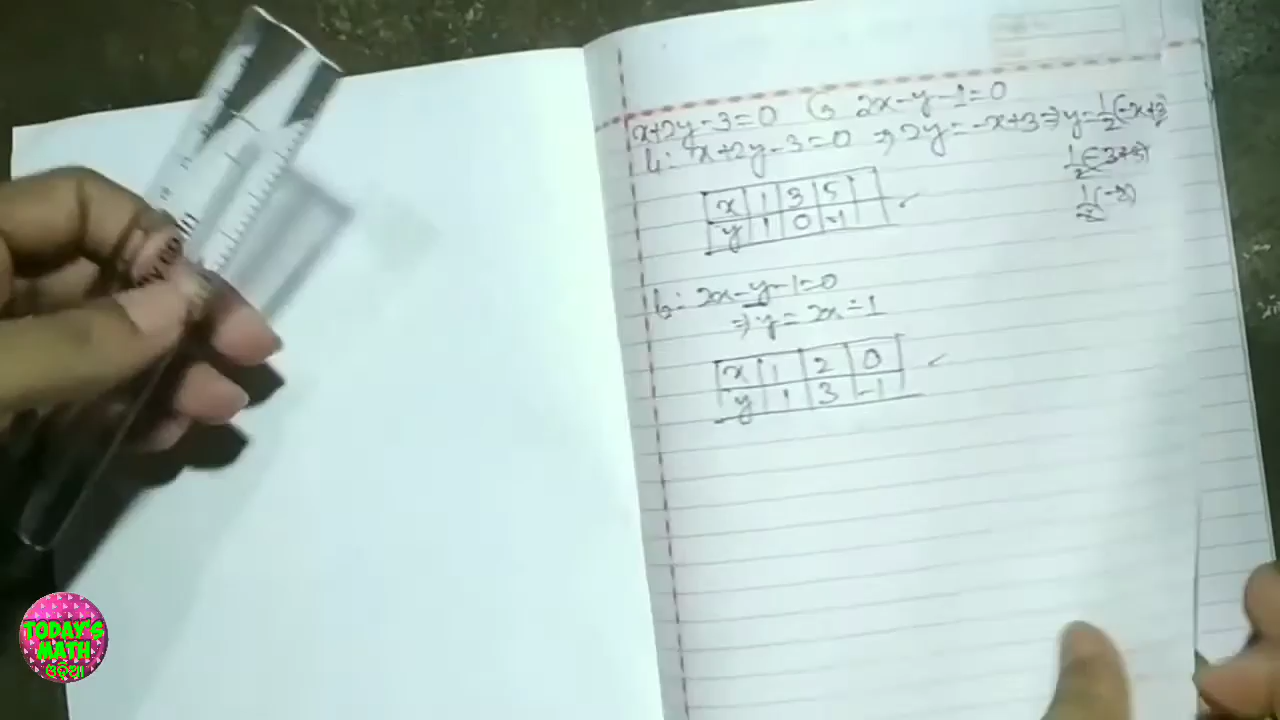 x+2y-3=0 ଓ 2x-y-1=0
L₁: x+2y-3=0 ⇒ 2y=-x+3 ⇒ y=1/2(-x+3)
x 1 3 5
y 1 0 -1
L₂: 2x-y-1=0
⇒ y = 2x-1
x 1 2 0
y 1 3 -1
TODAY'S
MATH
ଓଡ଼ିଆ